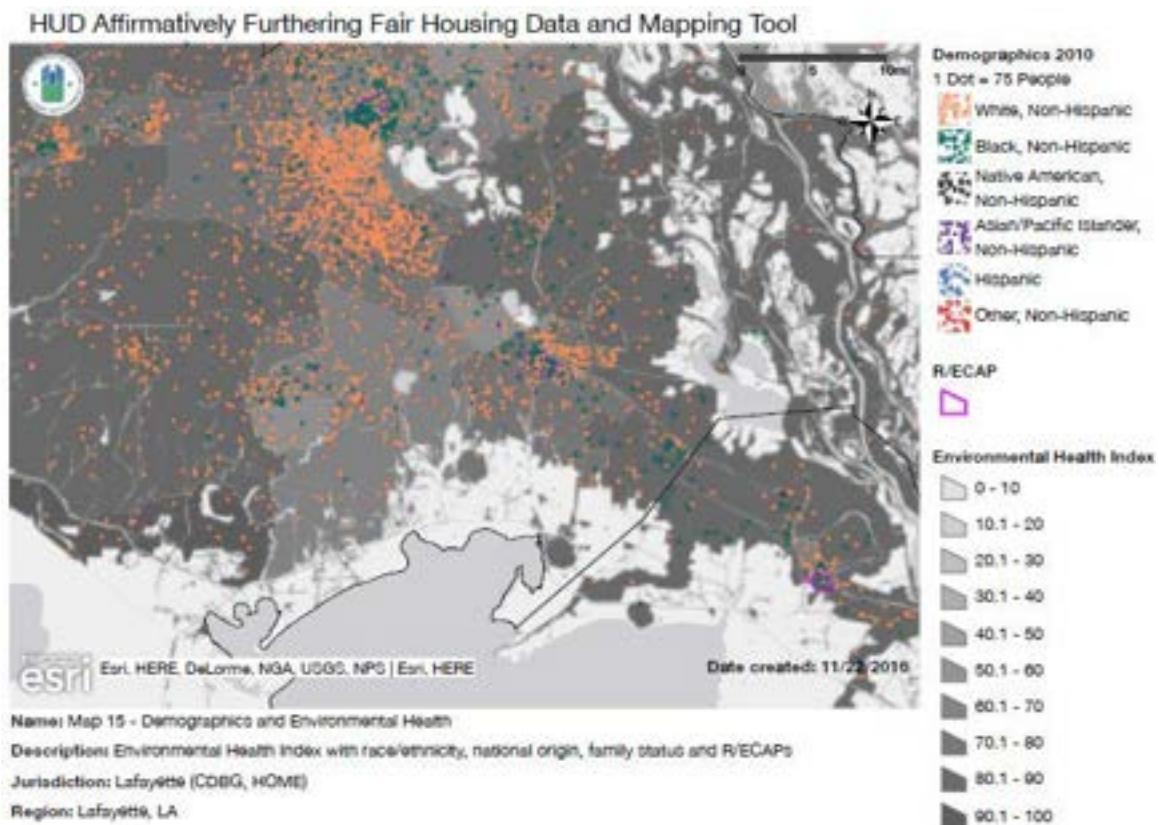 HUD Affirmatively Furthering Fair Housing Data and Mapping Tool
0 5 10mi
Demographics 2010
1 Dot = 75 People
White, Non-Hispanic
Black, Non-Hispanic
Native American,
Non-Hispanic
Asian/Pacific Islander,
Non-Hispanic
Hispanic
Other, Non-Hispanic
R/ECAP
Environmental Health Index
0 - 10
10.1 - 20
20.1 - 30
30.1 - 40
40.1 - 50
50.1 - 60
60.1 - 70
70.1 - 80
80.1 - 90
90.1 - 100
esri
Esri, HERE, DeLorme, NGA, USGS, NPS | Esri, HERE
Date created: 11/22/2016
Name: Map 15 - Demographics and Environmental Health
Description: Environmental Health Index with race/ethnicity, national origin, family status and R/ECAPs
Jurisdiction: Lafayette (CDBG, HOME)
Region: Lafayette, LA